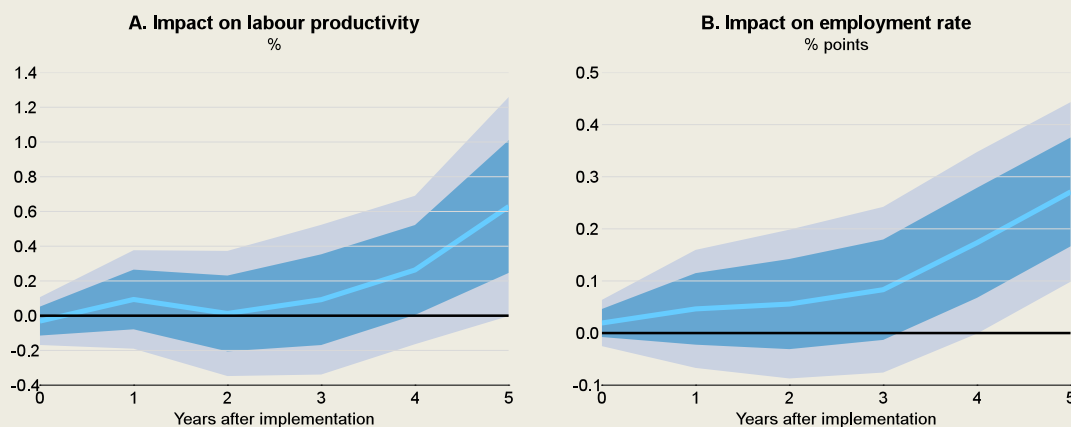 A. Impact on labour productivity
%
1.4
1.2
1.0
0.8
0.6
0.4
0.2
0.0
-0.2
-0.4
0 1 2 3 4 5
Years after implementation
B. Impact on employment rate
% points
0.5
0.4
0.3
0.2
0.1
0.0
-0.1
0 1 2 3 4 5
Years after implementation